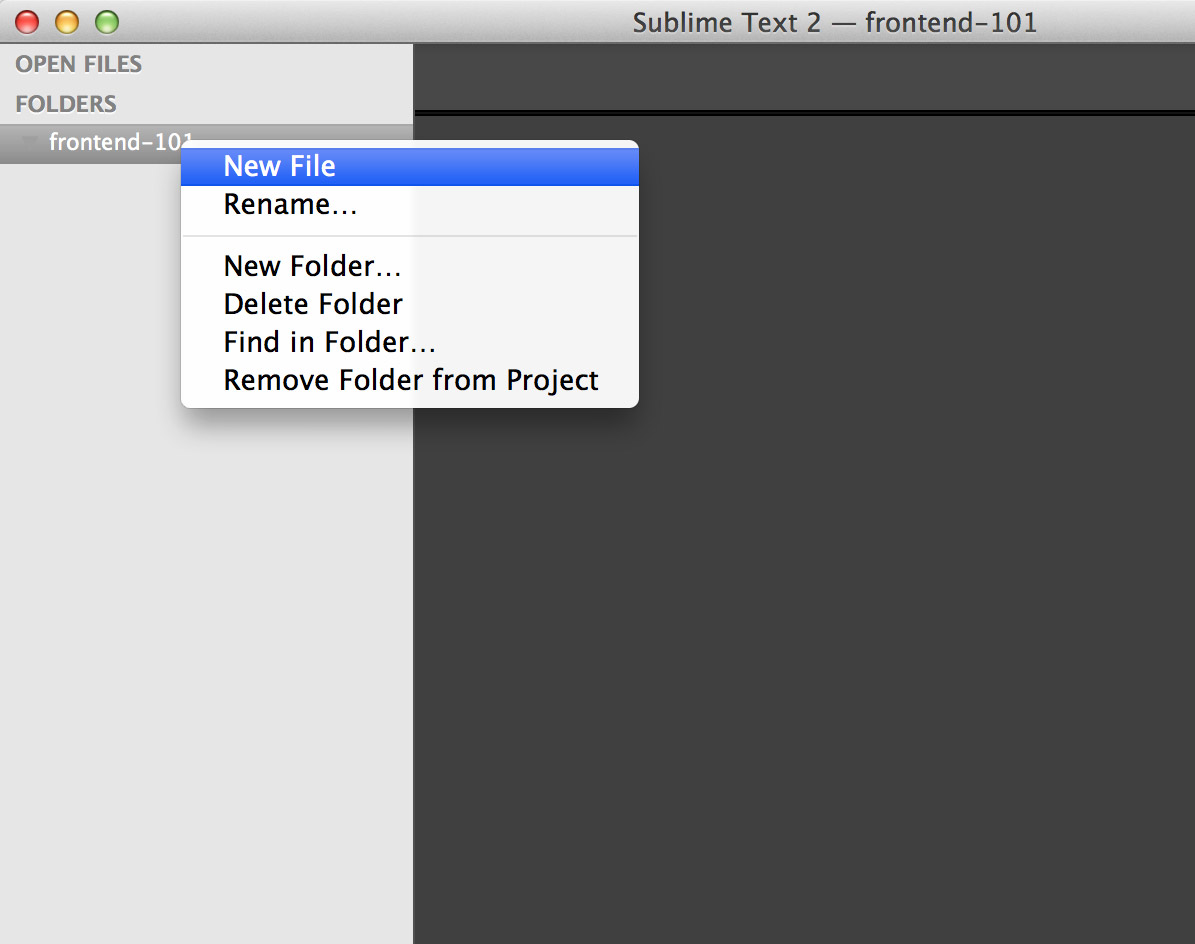 Sublime Text 2 — frontend-101
OPEN FILES
FOLDERS
frontend-101
New File
Rename...
New Folder...
Delete Folder
Find in Folder...
Remove Folder from Project